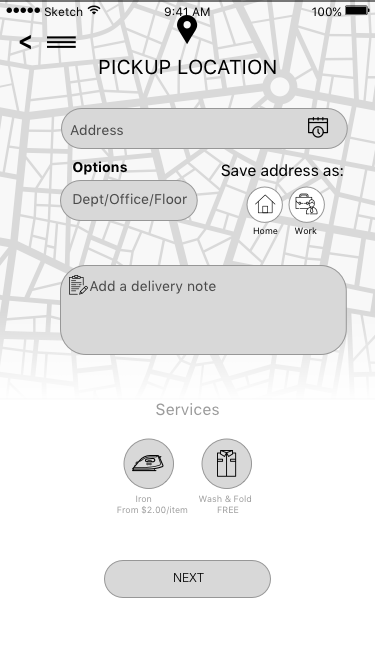 Sketch 9:41 AM 100%
<
PICKUP LOCATION
Address
Options
Save address as:
Dept/Office/Floor
Home Work
Add a delivery note
Services
Iron
From $2.00/item
Wash & Fold
FREE
NEXT